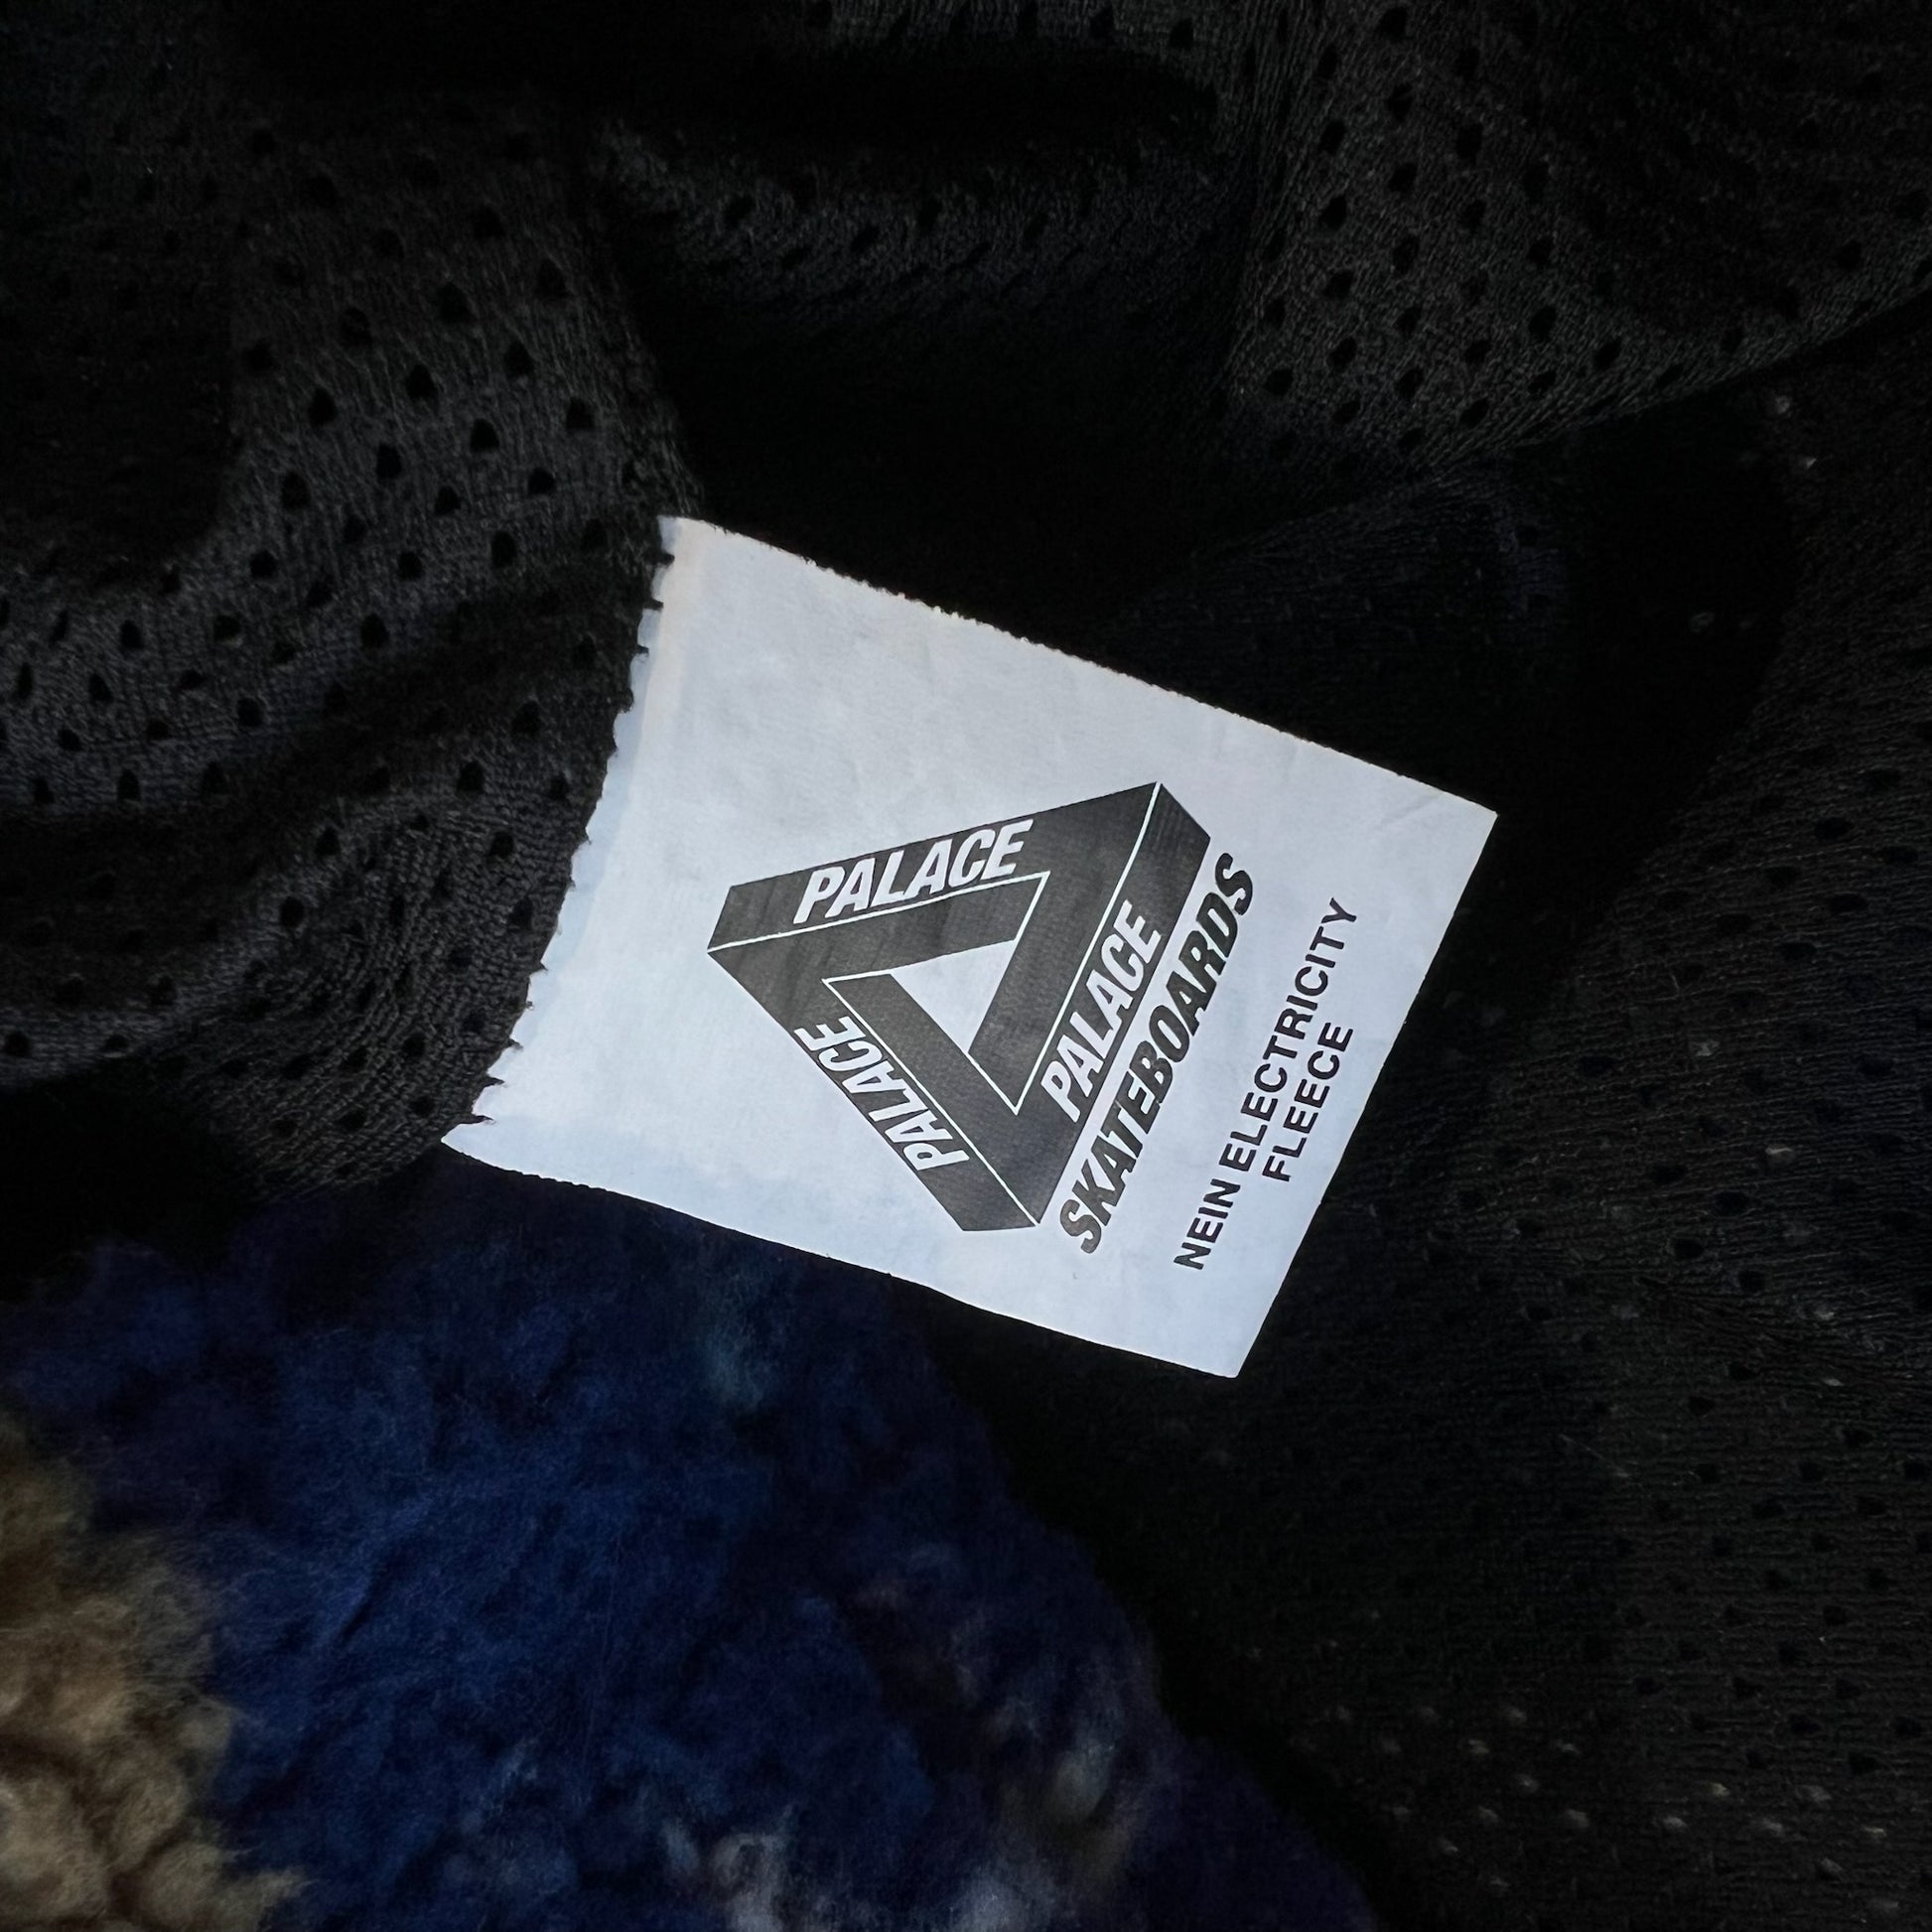 PALACE
PALACE
PALACE
SKATEBOARDS
NEIN ELECTRICITY
FLEECE